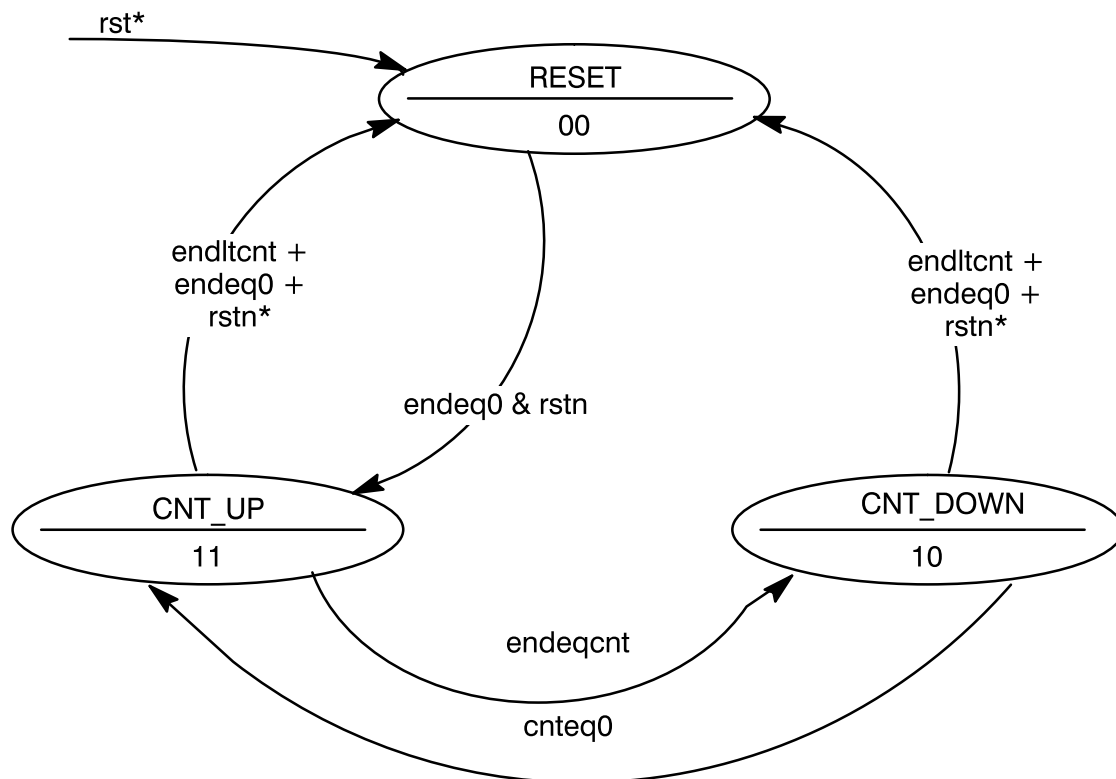 rst*
RESET
00
endltcnt +
endeq0 +
rstn*
endltcnt +
endeq0 +
rstn*
endeq0 & rstn
CNT_UP
11
CNT_DOWN
10
endeqcnt
cnteq0